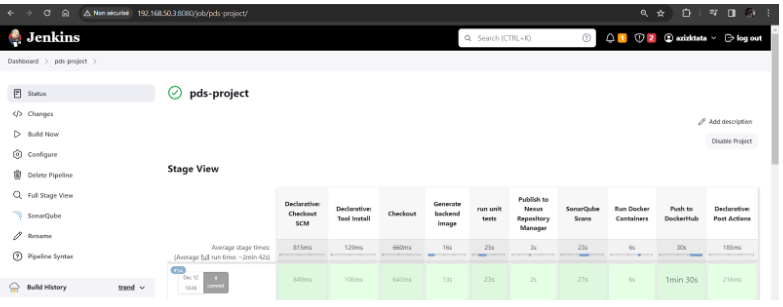 Non sécurisé 192.168.50.3:8080/job/pds-project/
Jenkins
Search (CTRL+K)
1
2
aziktata
log out
Dashboard > pds-project >
Status
Changes
Build Now
Configure
Delete Pipeline
Full Stage View
SonarQube
Rename
Pipeline Syntax
Build History trend
pds-project
Add description
Disable Project
Stage View
Declarative: Checkout SCM
Declarative: Tool Install
Checkout
Generate backend image
run unit tests
Publish to Nexus Repository Manager
SonarQube Scans
Run Docker Containers
Push to DockerHub
Declarative: Post Actions
Average stage times: 815ms 129ms 660ms 16s 25s 3s 23s 6s 30s 185ms
(Average full run time: ~2min 42s)
Dec 12
1
commit
849ms 106ms 643ms 13s 23s 2s 21s 6s 1min 30s 216ms